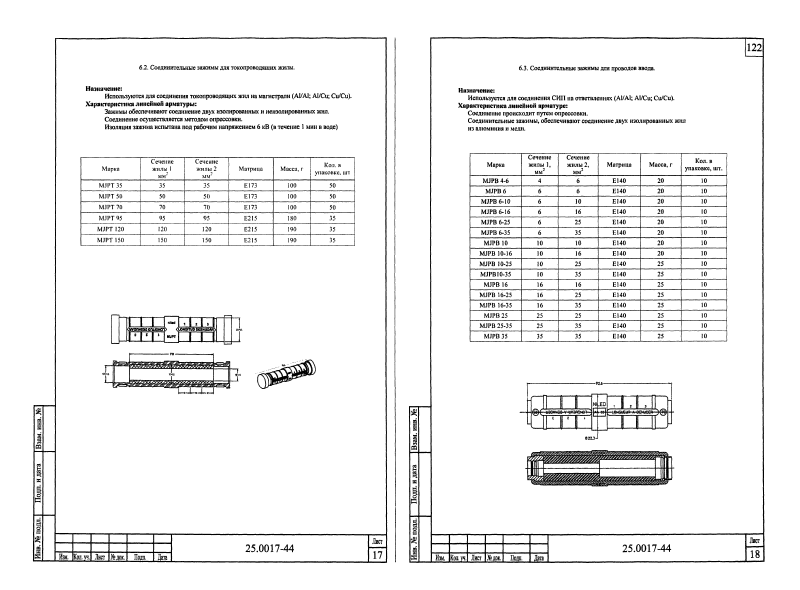 6.2. Соединительные зажимы для токопроводящих жилы.
Назначение:
Используются для соединения токопроводящих жил на магистрали (Al/Al; Al/Cu; Cu/Cu).
Характеристика линейной арматуры:
Зажимы обеспечивают соединение двух изолированных и неизолированных жил.
Соединение осуществляется методом опрессовки.
Изоляция зажима испытана под рабочем напряжением 6 кВ (в течение 1 мин в воде)
Марка Сечение жилы 1 мм² Сечение жилы 2 мм² Матрица Масса, г Кол. в упаковке, шт
MJPT 35 35 35 E173 100 50
MJPT 50 50 50 E173 100 50
MJPT 70 70 70 E173 100 50
MJPT 95 95 95 E215 180 35
MJPT 120 120 120 E215 190 35
MJPT 150 150 150 E215 190 35
MJPT
Взам. инв. №
Подп. и дата
Инв. № подл.
Изм. Кол. уч. Лист № док. Подп. Дата
25.0017-44
Лист
17
122
6.3. Соединительные зажимы для проводов ввода.
Назначение:
Используются для соединения СИП на ответвлениях (Al/Al; Al/Cu; Cu/Cu).
Характеристика линейной арматуре:
Соединение происходит путем опрессовки.
Соединительные зажимы, обеспечивают соединение двух изолированных жил
из алюминия и меди.
Марка Сечение жилы 1, мм² Сечение жилы 2, мм² Матрица Масса, г Кол. в упаковке, шт.
MJPB 4-6 4 6 E140 20 10
MJPB 6 6 6 E140 20 10
MJPB 6-10 6 10 E140 20 10
MJPB 6-16 6 16 E140 20 10
MJPB 6-25 6 25 E140 20 10
MJPB 6-35 6 35 E140 20 10
MJPB 10 10 10 E140 20 10
MJPB 10-16 10 16 E140 20 10
MJPB 10-25 10 25 E140 25 10
MJPB10-35 10 35 E140 25 10
MJPB 16 16 16 E140 25 10
MJPB 16-25 16 25 E140 25 10
MJPB 16-35 16 35 E140 25 10
MJPB 25 25 25 E140 25 10
MJPB 25-35 25 35 E140 25 10
MJPB 35 35 35 E140 25 10
NILED
Взам. инв. №
Подп. и дата
Инв. № подл.
Изм. Кол. уч. Лист № док. Подп. Дата
25.0017-44
Лист
18